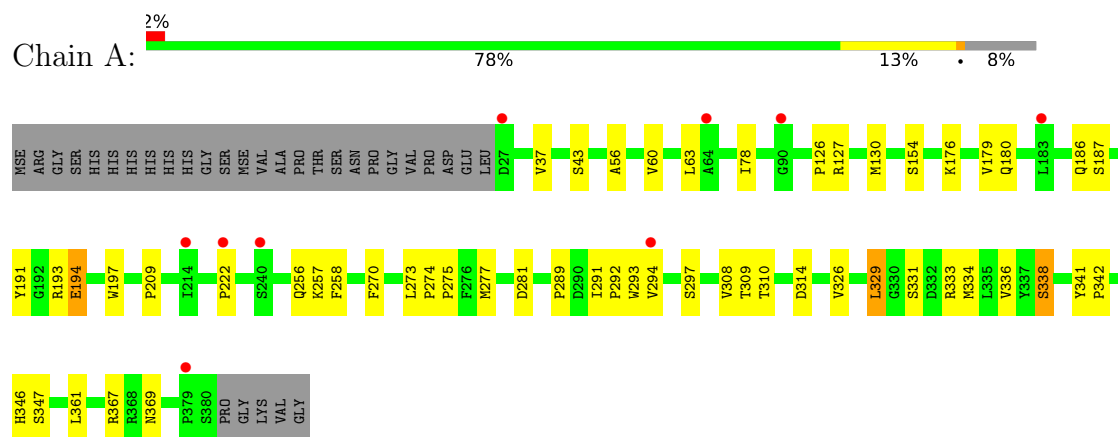 2%
Chain A:
78% 13% • 8%
MSE ARG GLY SER HIS HIS HIS HIS HIS HIS GLY SER MSE VAL ALA PRO THR SER ASN PRO GLY VAL PRO ASP GLU LEU D27 V37 S43 A56 V60 L63 A64 I78 G90 P126 R127 M130 S154 K176 V179 Q180 L183 Q186 S187
Y191 G192 R193 E194 W197 P209 I214 P222 S240 Q256 K257 F258 F270 L273 P274 P275 F276 M277 D281 P289 D290 I291 P292 W293 V294 S297 V308 T309 T310 D314 V326 L329 G330 S331 D332 R333 M334 L335 V336 Y337 S338 Y341 P342
H346 S347 L361 R367 R368 N369 P379 S380 PRO GLY LYS VAL GLY